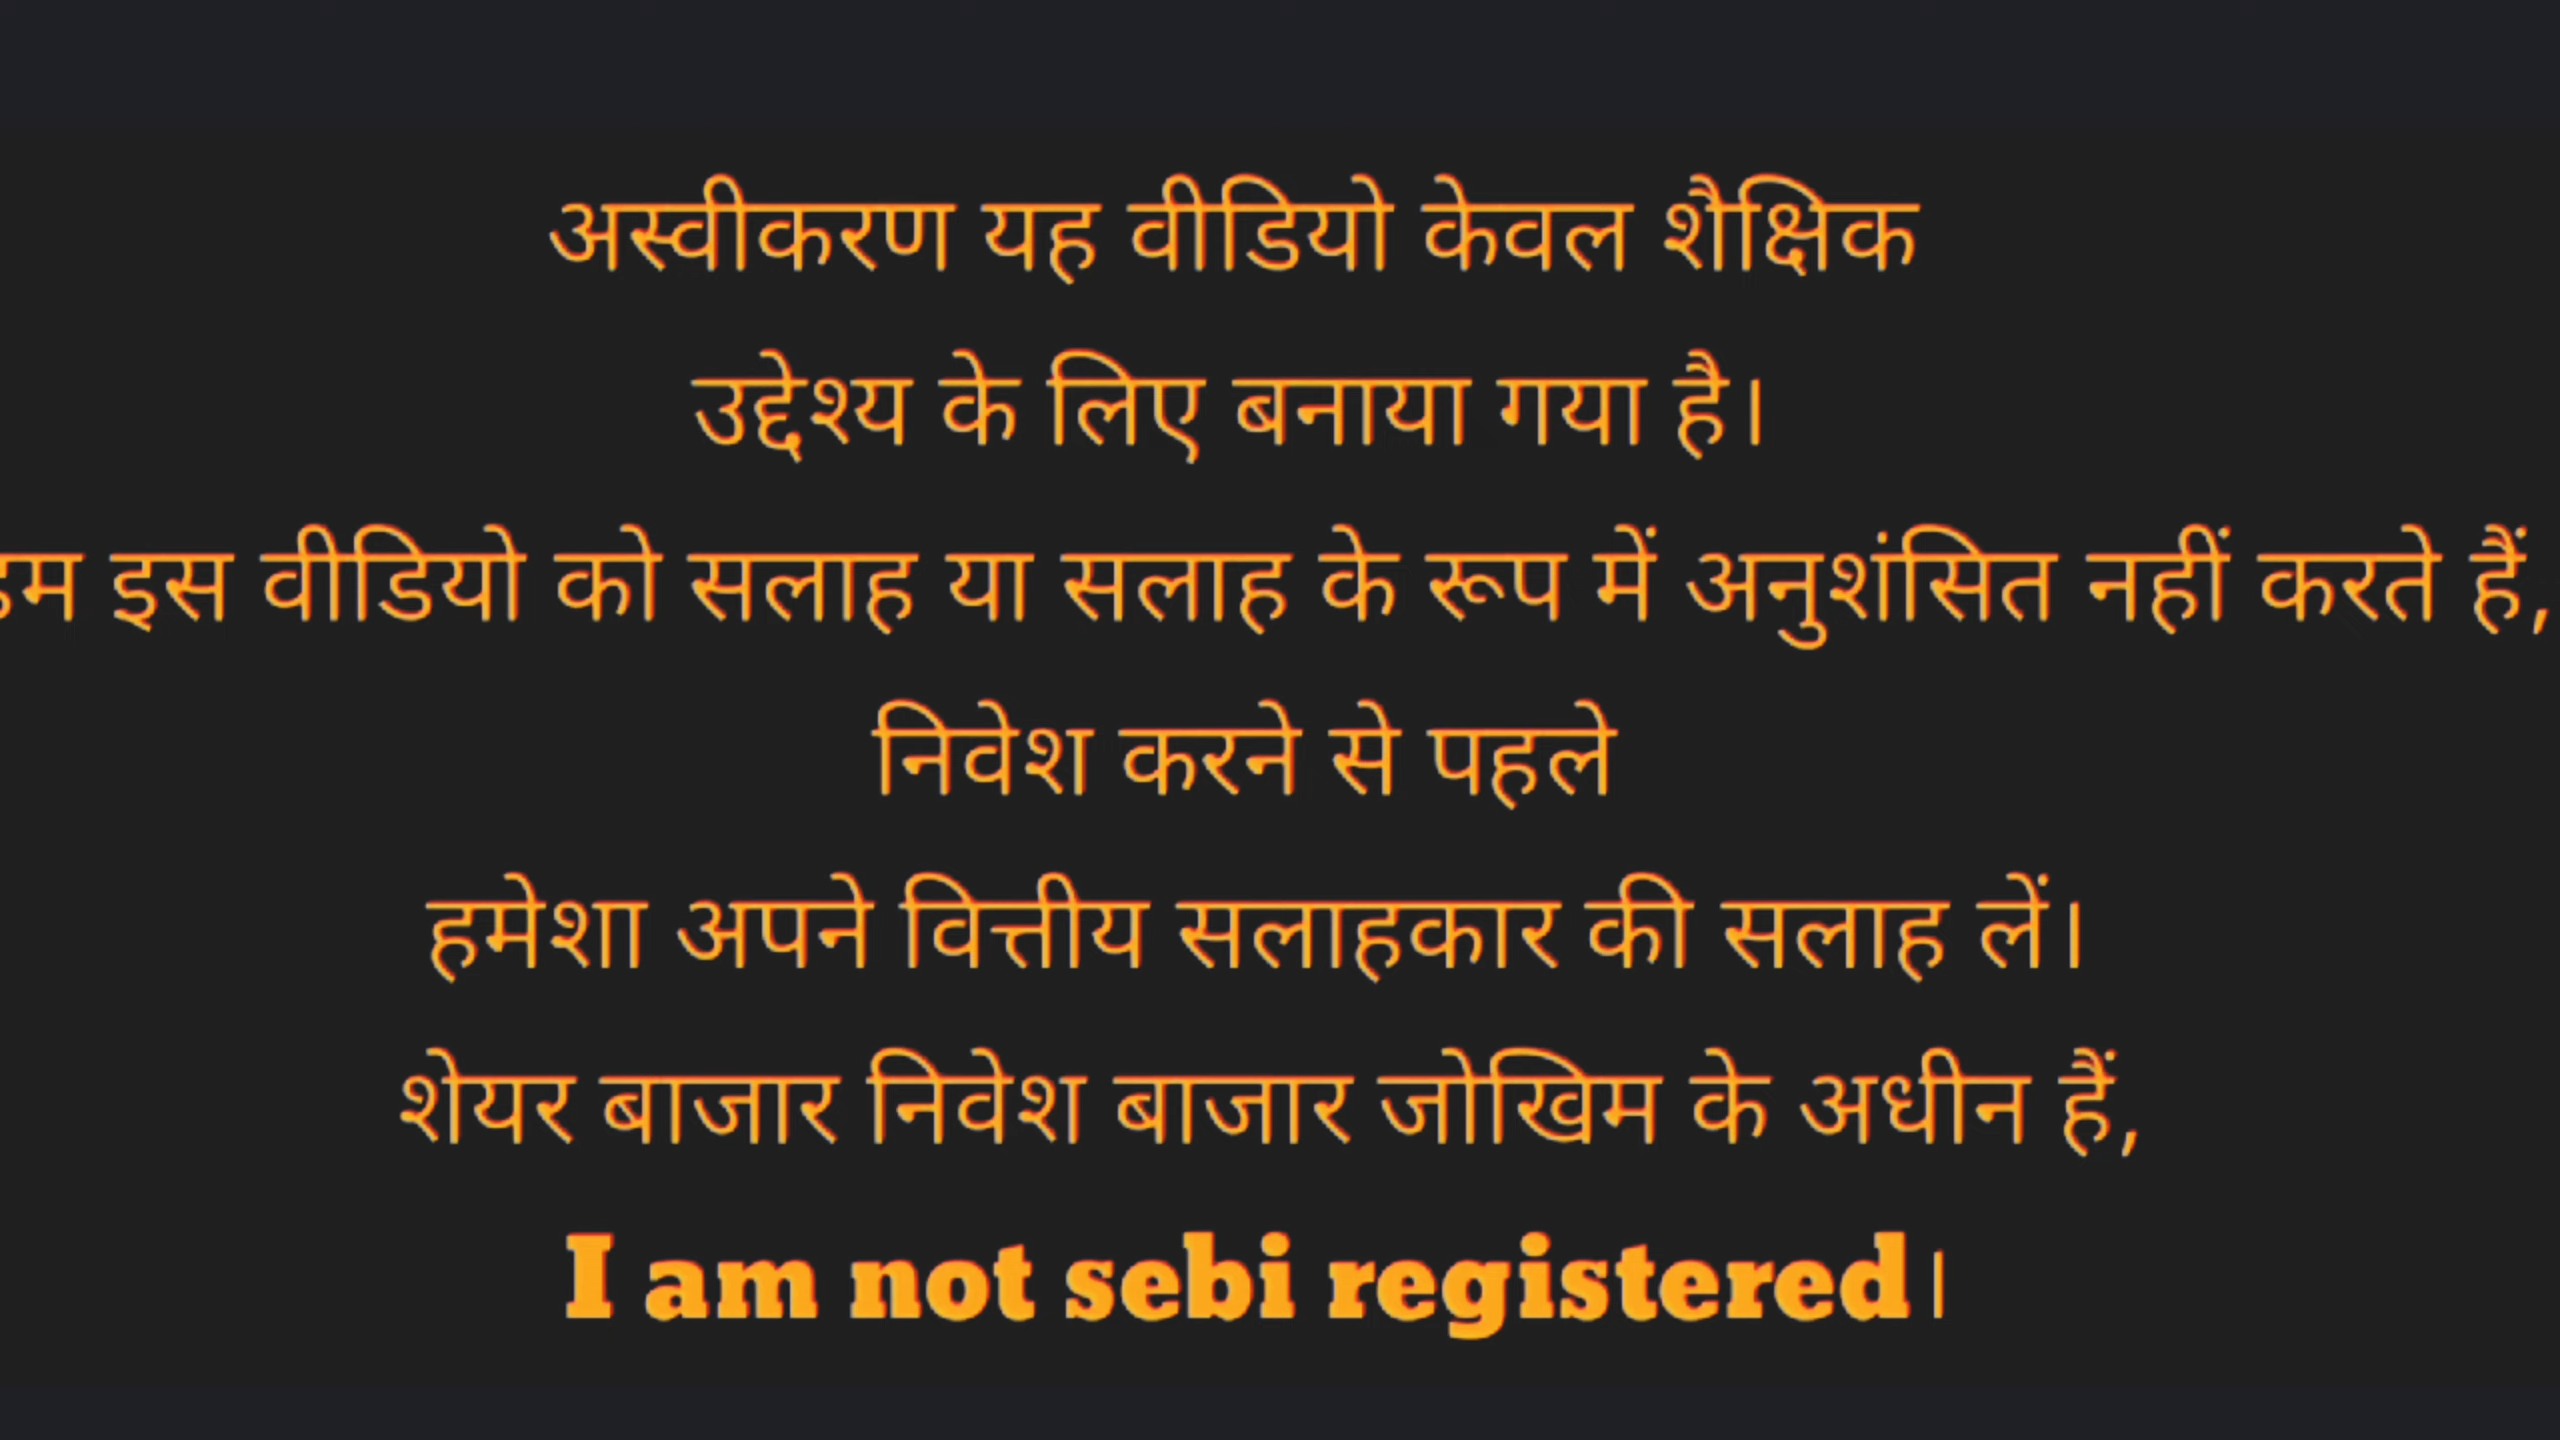 अस्वीकरण यह वीडियो केवल शैक्षिक
उद्देश्य के लिए बनाया गया है।
हम इस वीडियो को सलाह या सलाह के रूप में अनुशंसित नहीं करते हैं,
निवेश करने से पहले
हमेशा अपने वित्तीय सलाहकार की सलाह लें।
शेयर बाजार निवेश बाजार जोखिम के अधीन हैं,
I am not sebi registered।